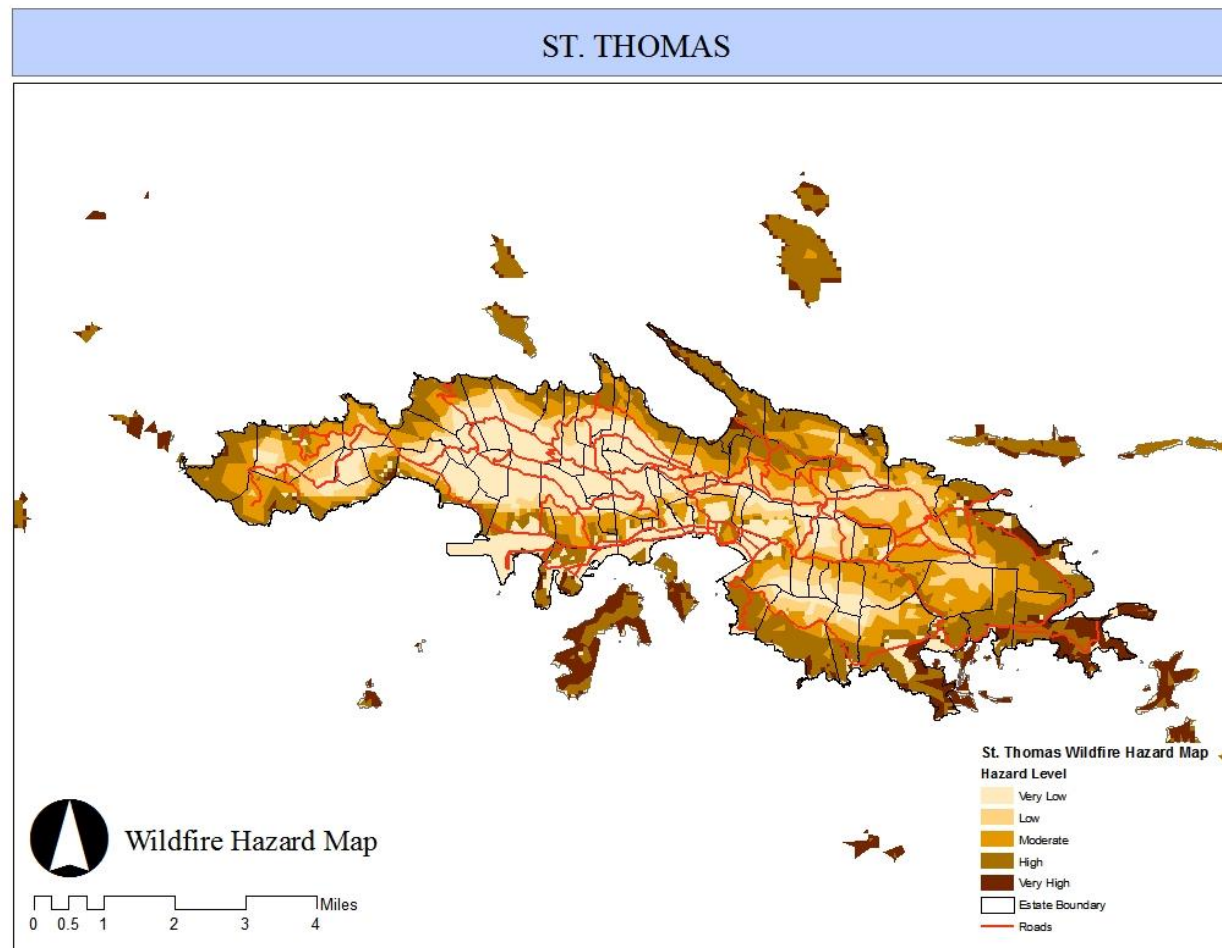 ST. THOMAS
St. Thomas Wildfire Hazard Map
Hazard Level
Very Low
Low
Moderate
High
Very High
Estate Boundary
Roads
Wildfire Hazard Map
Miles
0 0.5 1 2 3 4